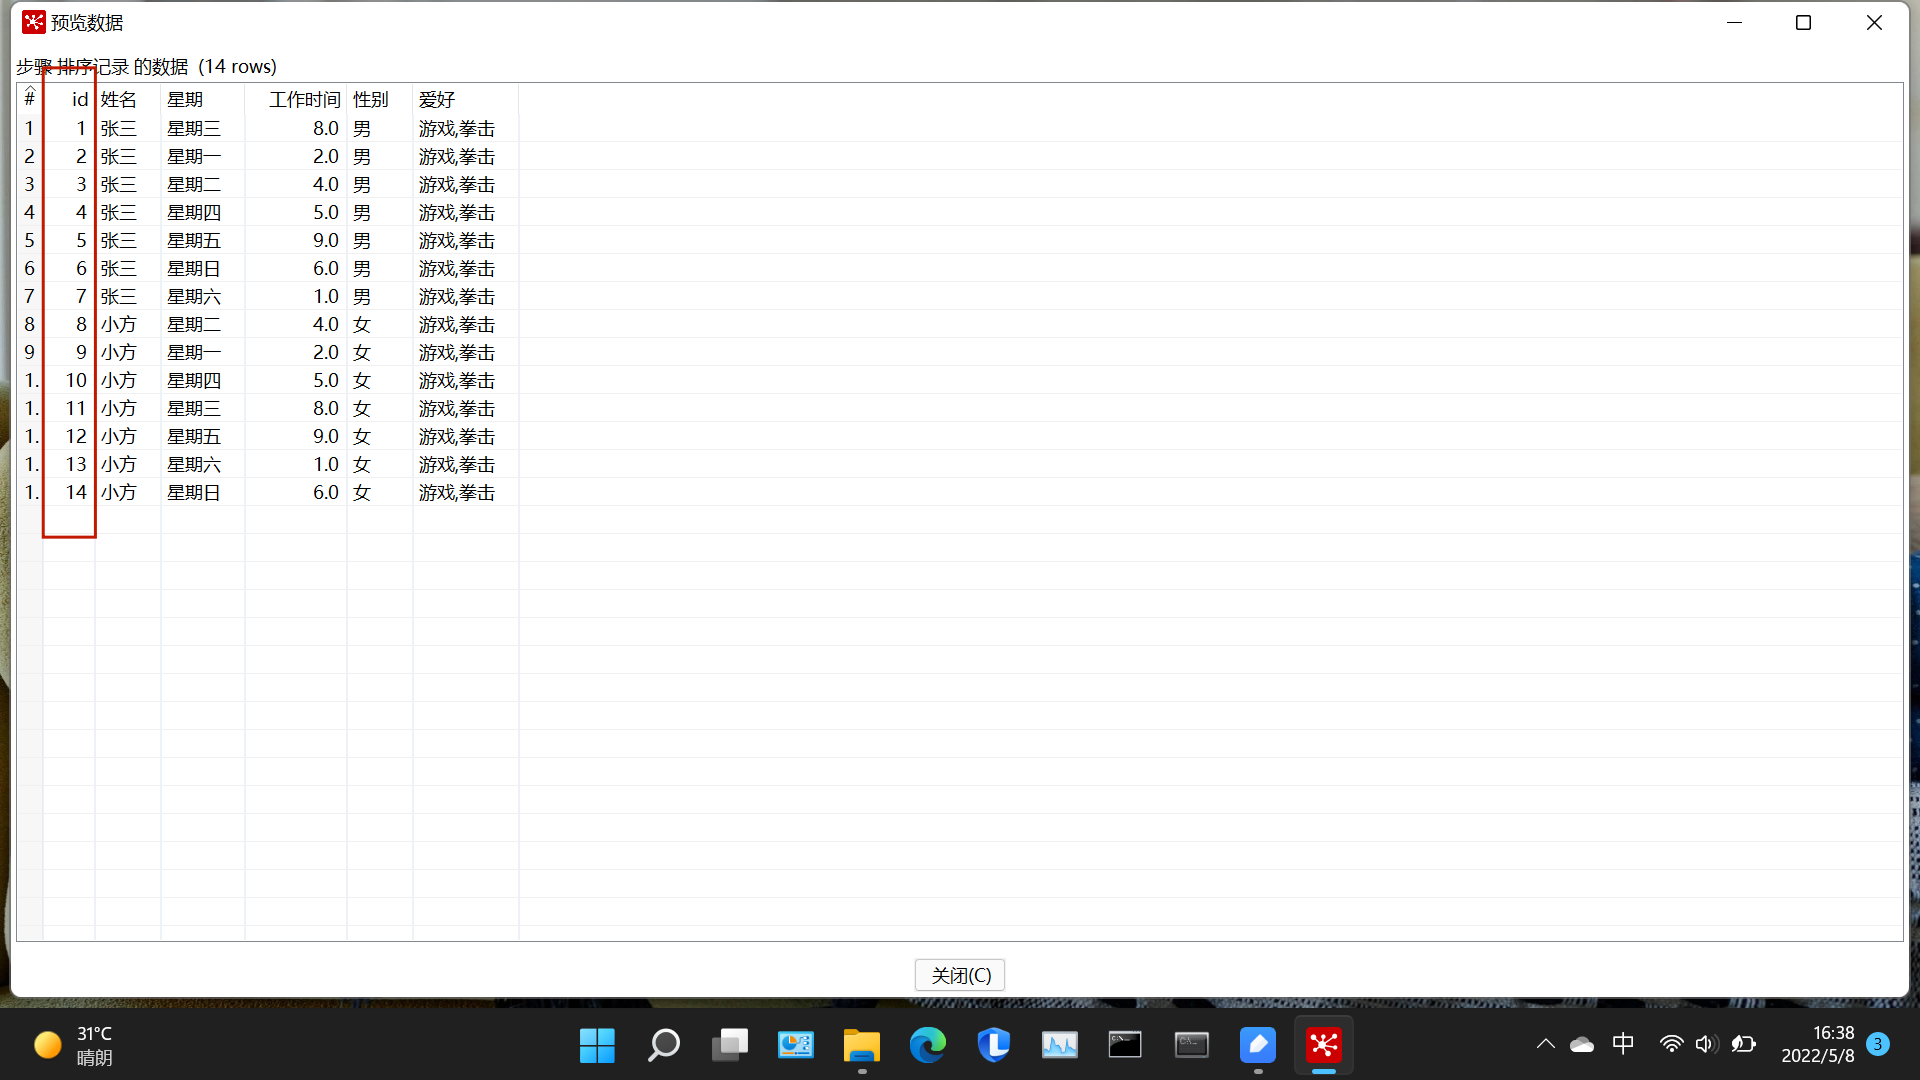 预览数据
步骤 排序记录 的数据 (14 rows)
# id 姓名 星期 工作时间 性别 爱好
1 1 张三 星期三 8.0 男 游戏,拳击
2 2 张三 星期一 2.0 男 游戏,拳击
3 3 张三 星期二 4.0 男 游戏,拳击
4 4 张三 星期四 5.0 男 游戏,拳击
5 5 张三 星期五 9.0 男 游戏,拳击
6 6 张三 星期日 6.0 男 游戏,拳击
7 7 张三 星期六 1.0 男 游戏,拳击
8 8 小方 星期二 4.0 女 游戏,拳击
9 9 小方 星期一 2.0 女 游戏,拳击
1. 10 小方 星期四 5.0 女 游戏,拳击
1. 11 小方 星期三 8.0 女 游戏,拳击
1. 12 小方 星期五 9.0 女 游戏,拳击
1. 13 小方 星期六 1.0 女 游戏,拳击
1. 14 小方 星期日 6.0 女 游戏,拳击
关闭(C)
31°C
晴朗
中
16:38
2022/5/8
3